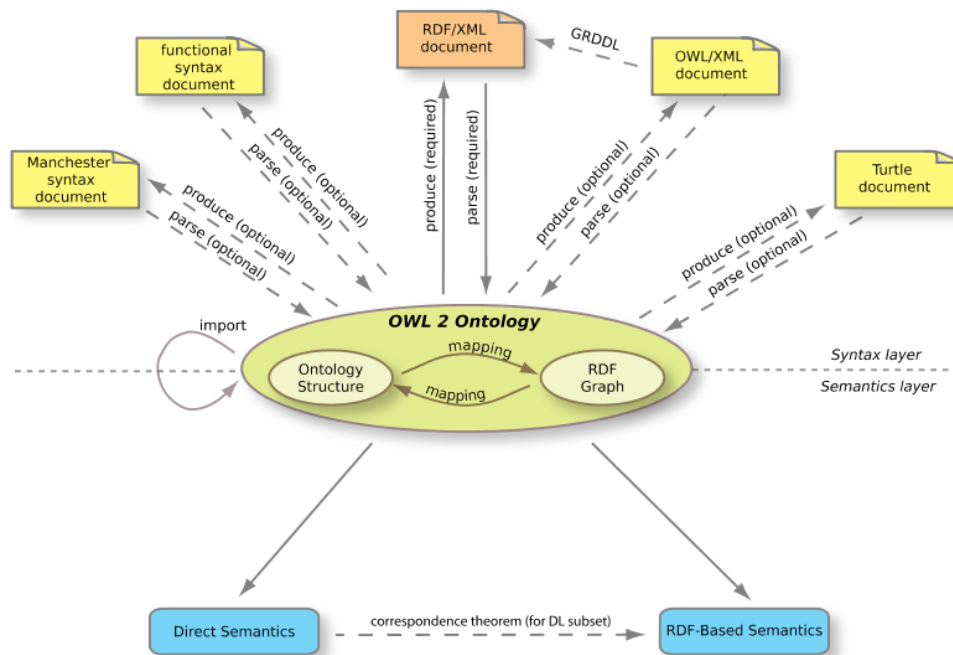 RDF/XML
document
GRDDL
functional
syntax
document
OWL/XML
document
Manchester
syntax
document
Turtle
document
produce (optional)
parse (optional)
produce (optional)
parse (optional)
produce (required)
parse (required)
produce (optional)
parse (optional)
produce (optional)
parse (optional)
import
OWL 2 Ontology
mapping
Ontology
Structure
RDF
Graph
mapping
Syntax layer
Semantics layer
Direct Semantics
correspondence theorem (for DL subset)
RDF-Based Semantics